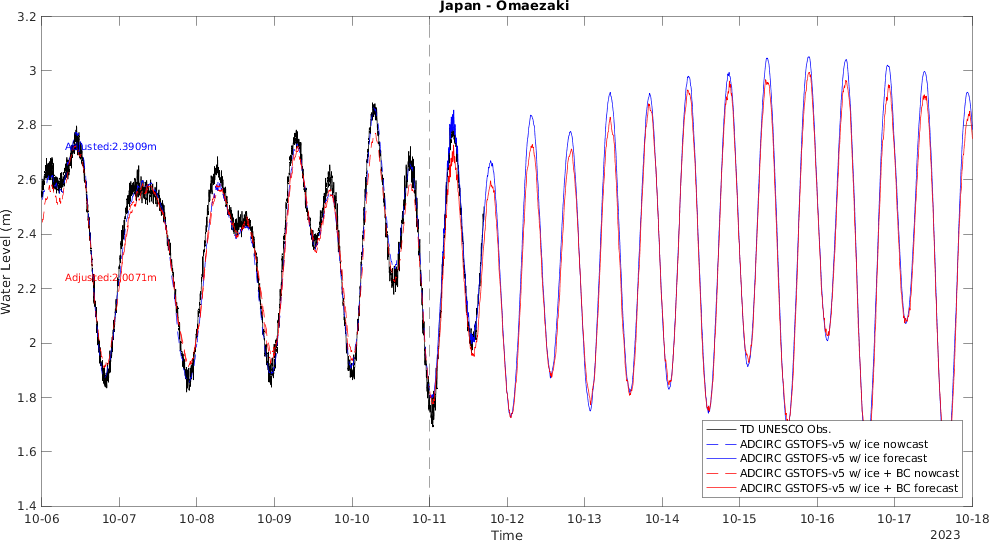 Japan - Omaezaki
3.2
3
2.8
2.6
2.4
2.2
2
1.8
1.6
1.4
Water Level (m)
Adjusted:2.3909m
Adjusted:2.0071m
TD UNESCO Obs.
ADCIRC GSTOFS-v5 w/ ice nowcast
ADCIRC GSTOFS-v5 w/ ice forecast
ADCIRC GSTOFS-v5 w/ ice + BC nowcast
ADCIRC GSTOFS-v5 w/ ice + BC forecast
10-06 10-07 10-08 10-09 10-10 10-11 10-12 10-13 10-14 10-15 10-16 10-17 10-18
Time
2023